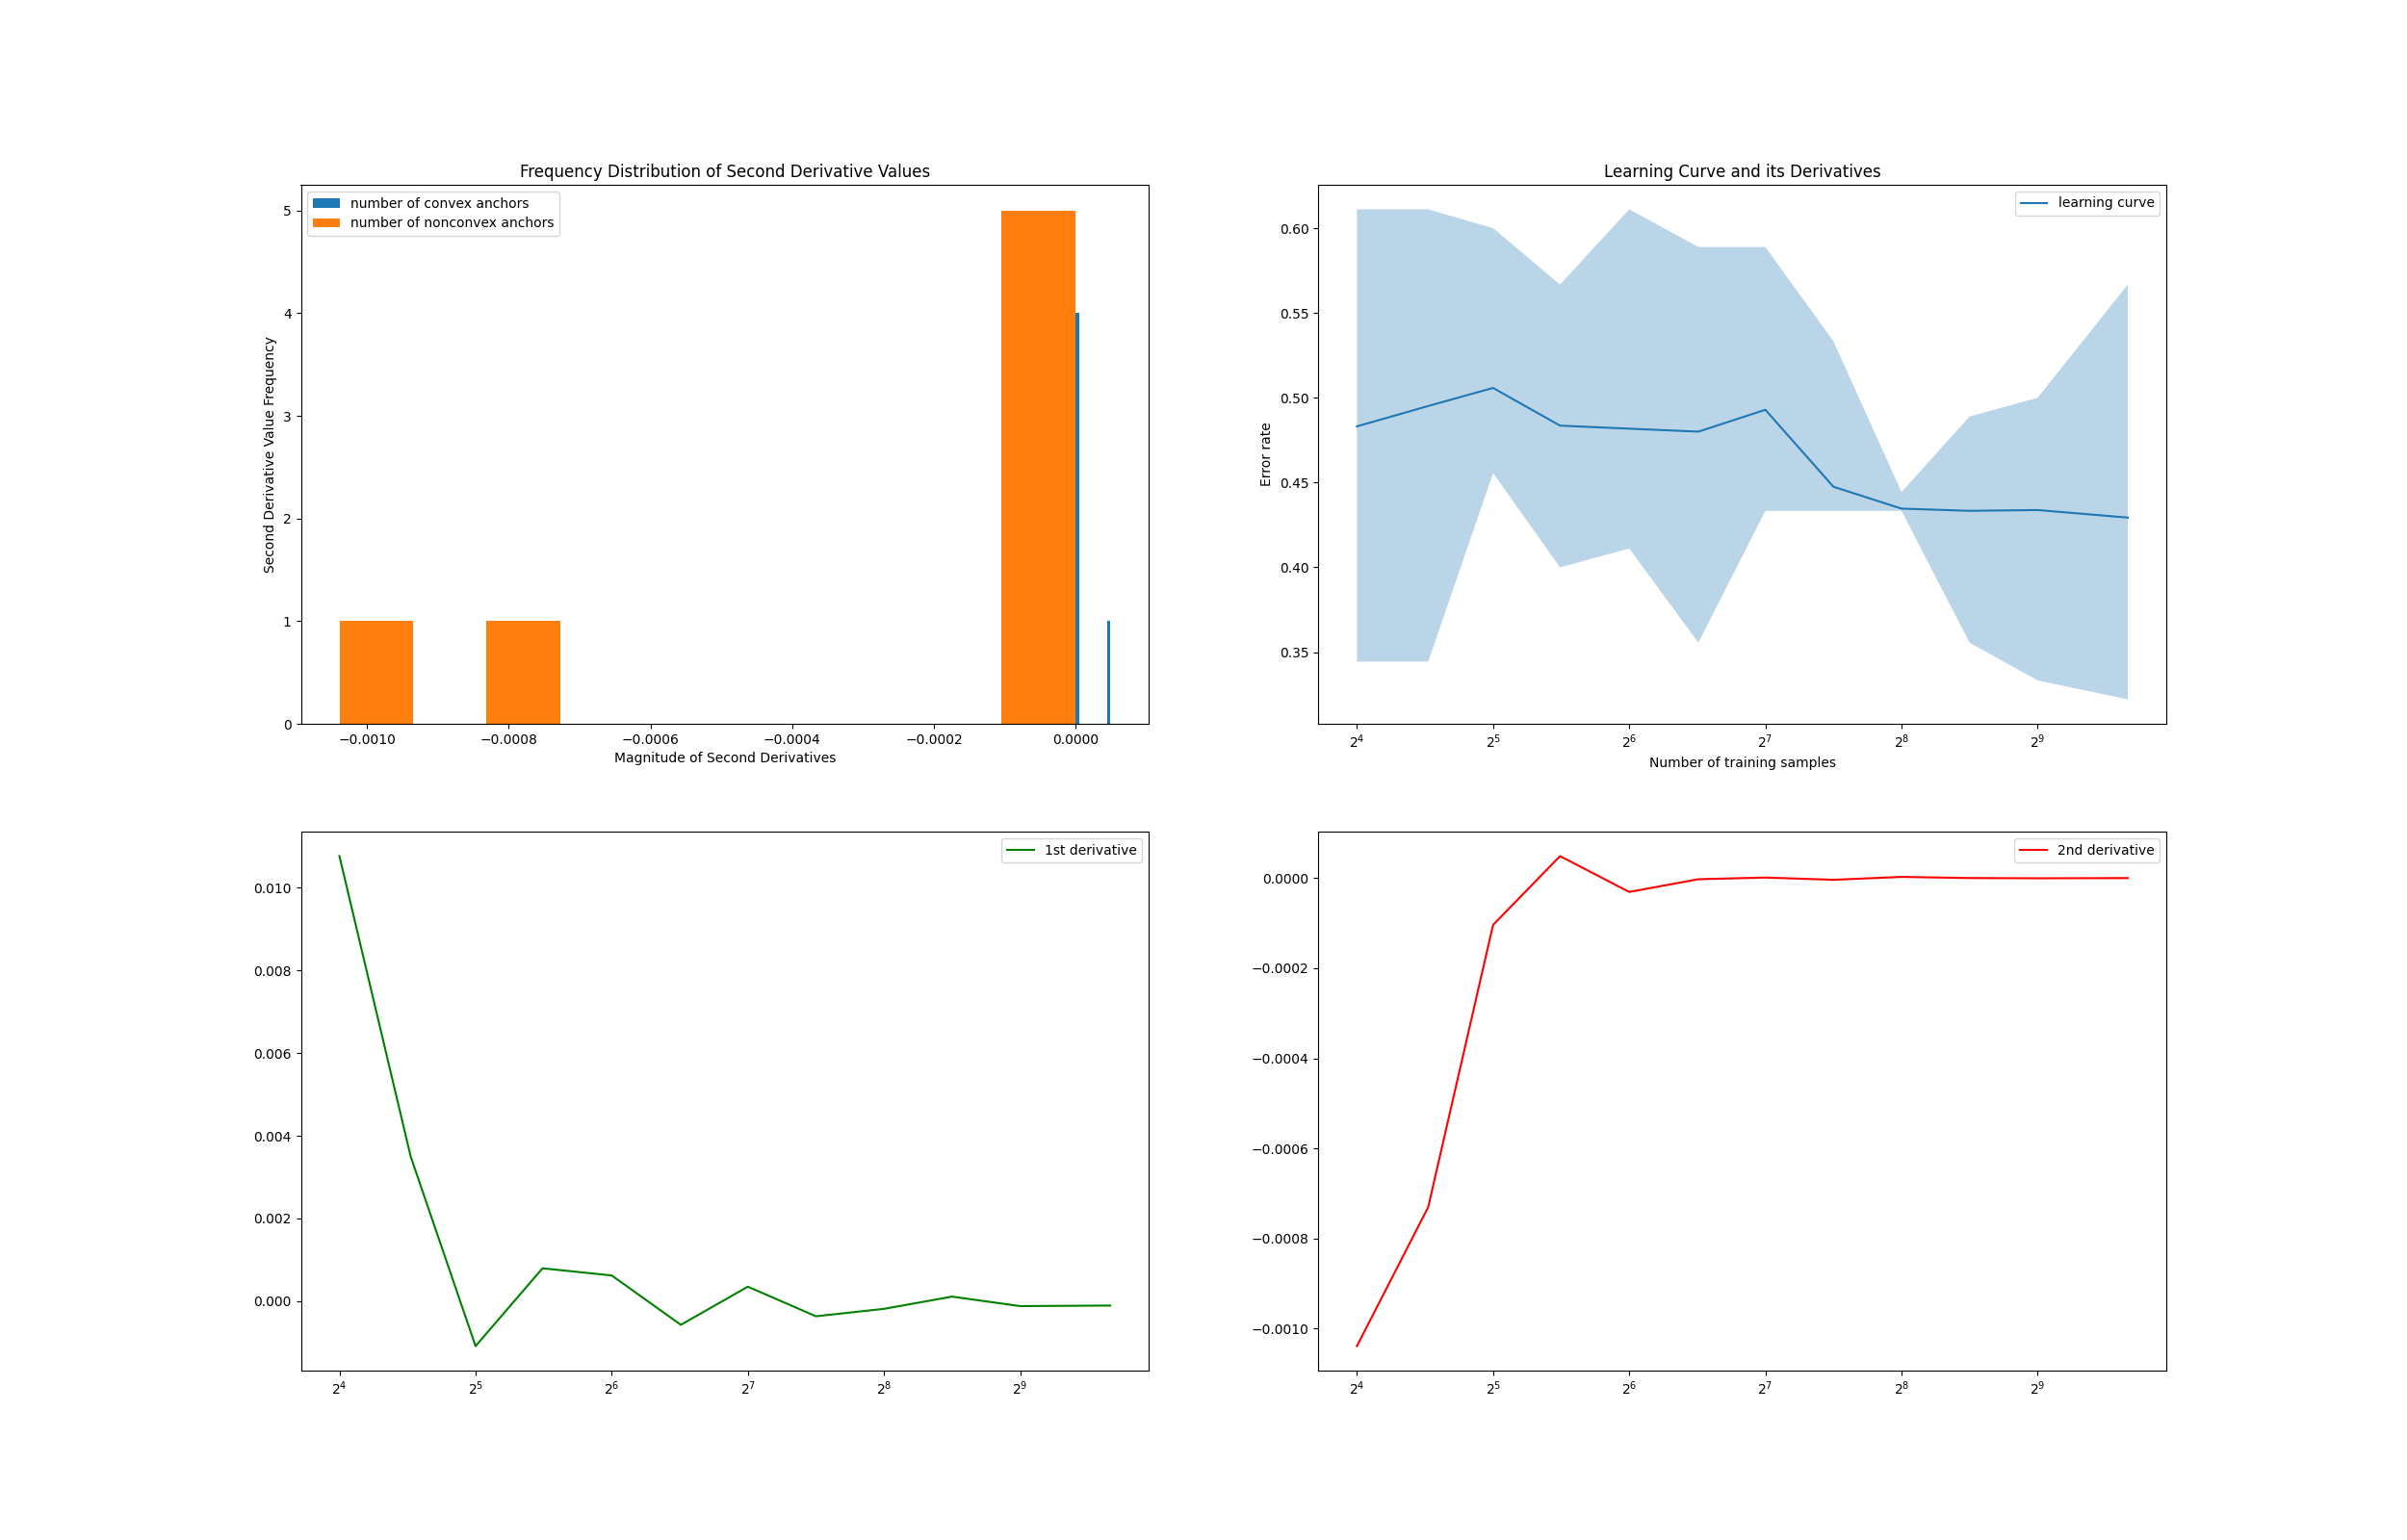 Frequency Distribution of Second Derivative Values
number of convex anchors
number of nonconvex anchors
5
4
3
2
1
0
Second Derivative Value Frequency
−0.0010 −0.0008 −0.0006 −0.0004 −0.0002 0.0000
Magnitude of Second Derivatives
Learning Curve and its Derivatives
learning curve
0.60
0.55
0.50
0.45
0.40
0.35
Error rate
2⁴ 2⁵ 2⁶ 2⁷ 2⁸ 2⁹
Number of training samples
1st derivative
0.010
0.008
0.006
0.004
0.002
0.000
2⁴ 2⁵ 2⁶ 2⁷ 2⁸ 2⁹
2nd derivative
0.0000
−0.0002
−0.0004
−0.0006
−0.0008
−0.0010
2⁴ 2⁵ 2⁶ 2⁷ 2⁸ 2⁹